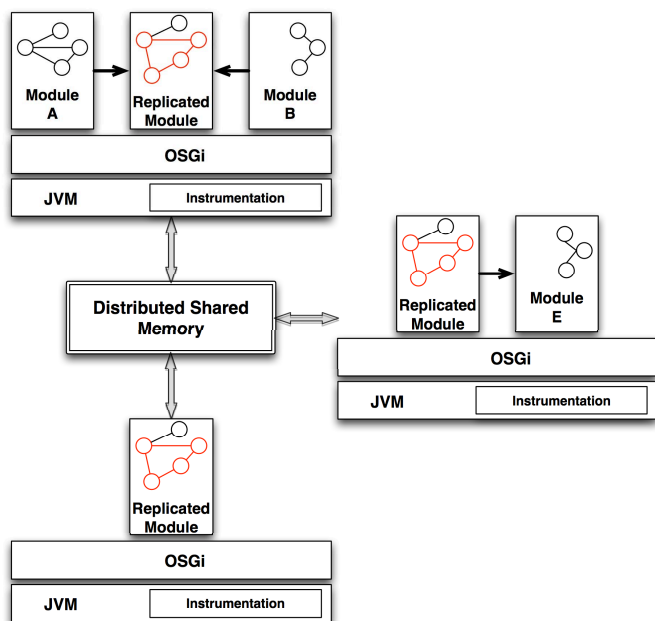 Module
A
Replicated
Module
Module
B
OSGi
JVM
Instrumentation
Distributed Shared
Memory
Replicated
Module
Module
E
OSGi
JVM
Instrumentation
Replicated
Module
OSGi
JVM
Instrumentation